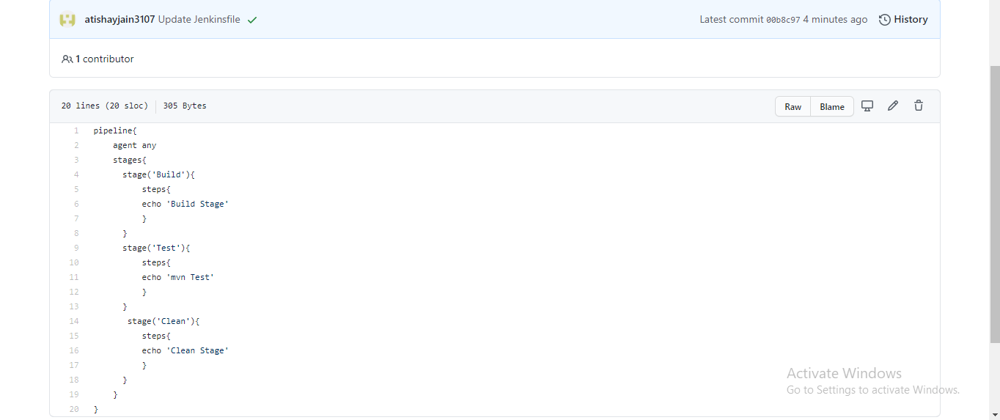 atishayjain3107 Update Jenkinsfile Latest commit 00b8c97 4 minutes ago History
1 contributor
20 lines (20 sloc) 305 Bytes Raw Blame
1 pipeline{
2 agent any
3 stages{
4 stage('Build'){
5 steps{
6 echo 'Build Stage'
7 }
8 }
9 stage('Test'){
10 steps{
11 echo 'mvn Test'
12 }
13 }
14 stage('Clean'){
15 steps{
16 echo 'Clean Stage'
17 }
18 }
19 }
20 }
Activate Windows
Go to Settings to activate Windows.